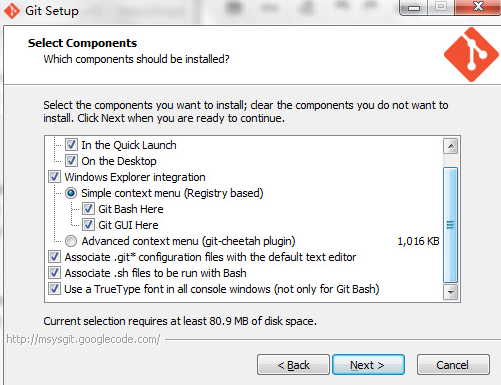 Git Setup
Select Components
Which components should be installed?
Select the components you want to install; clear the components you do not want to
install. Click Next when you are ready to continue.
In the Quick Launch
On the Desktop
Windows Explorer integration
Simple context menu (Registry based)
Git Bash Here
Git GUI Here
Advanced context menu (git-cheetah plugin) 1,016 KB
Associate .git* configuration files with the default text editor
Associate .sh files to be run with Bash
Use a TrueType font in all console windows (not only for Git Bash)
Current selection requires at least 80.9 MB of disk space.
http://msysgit.googlecode.com/
< Back Next > Cancel